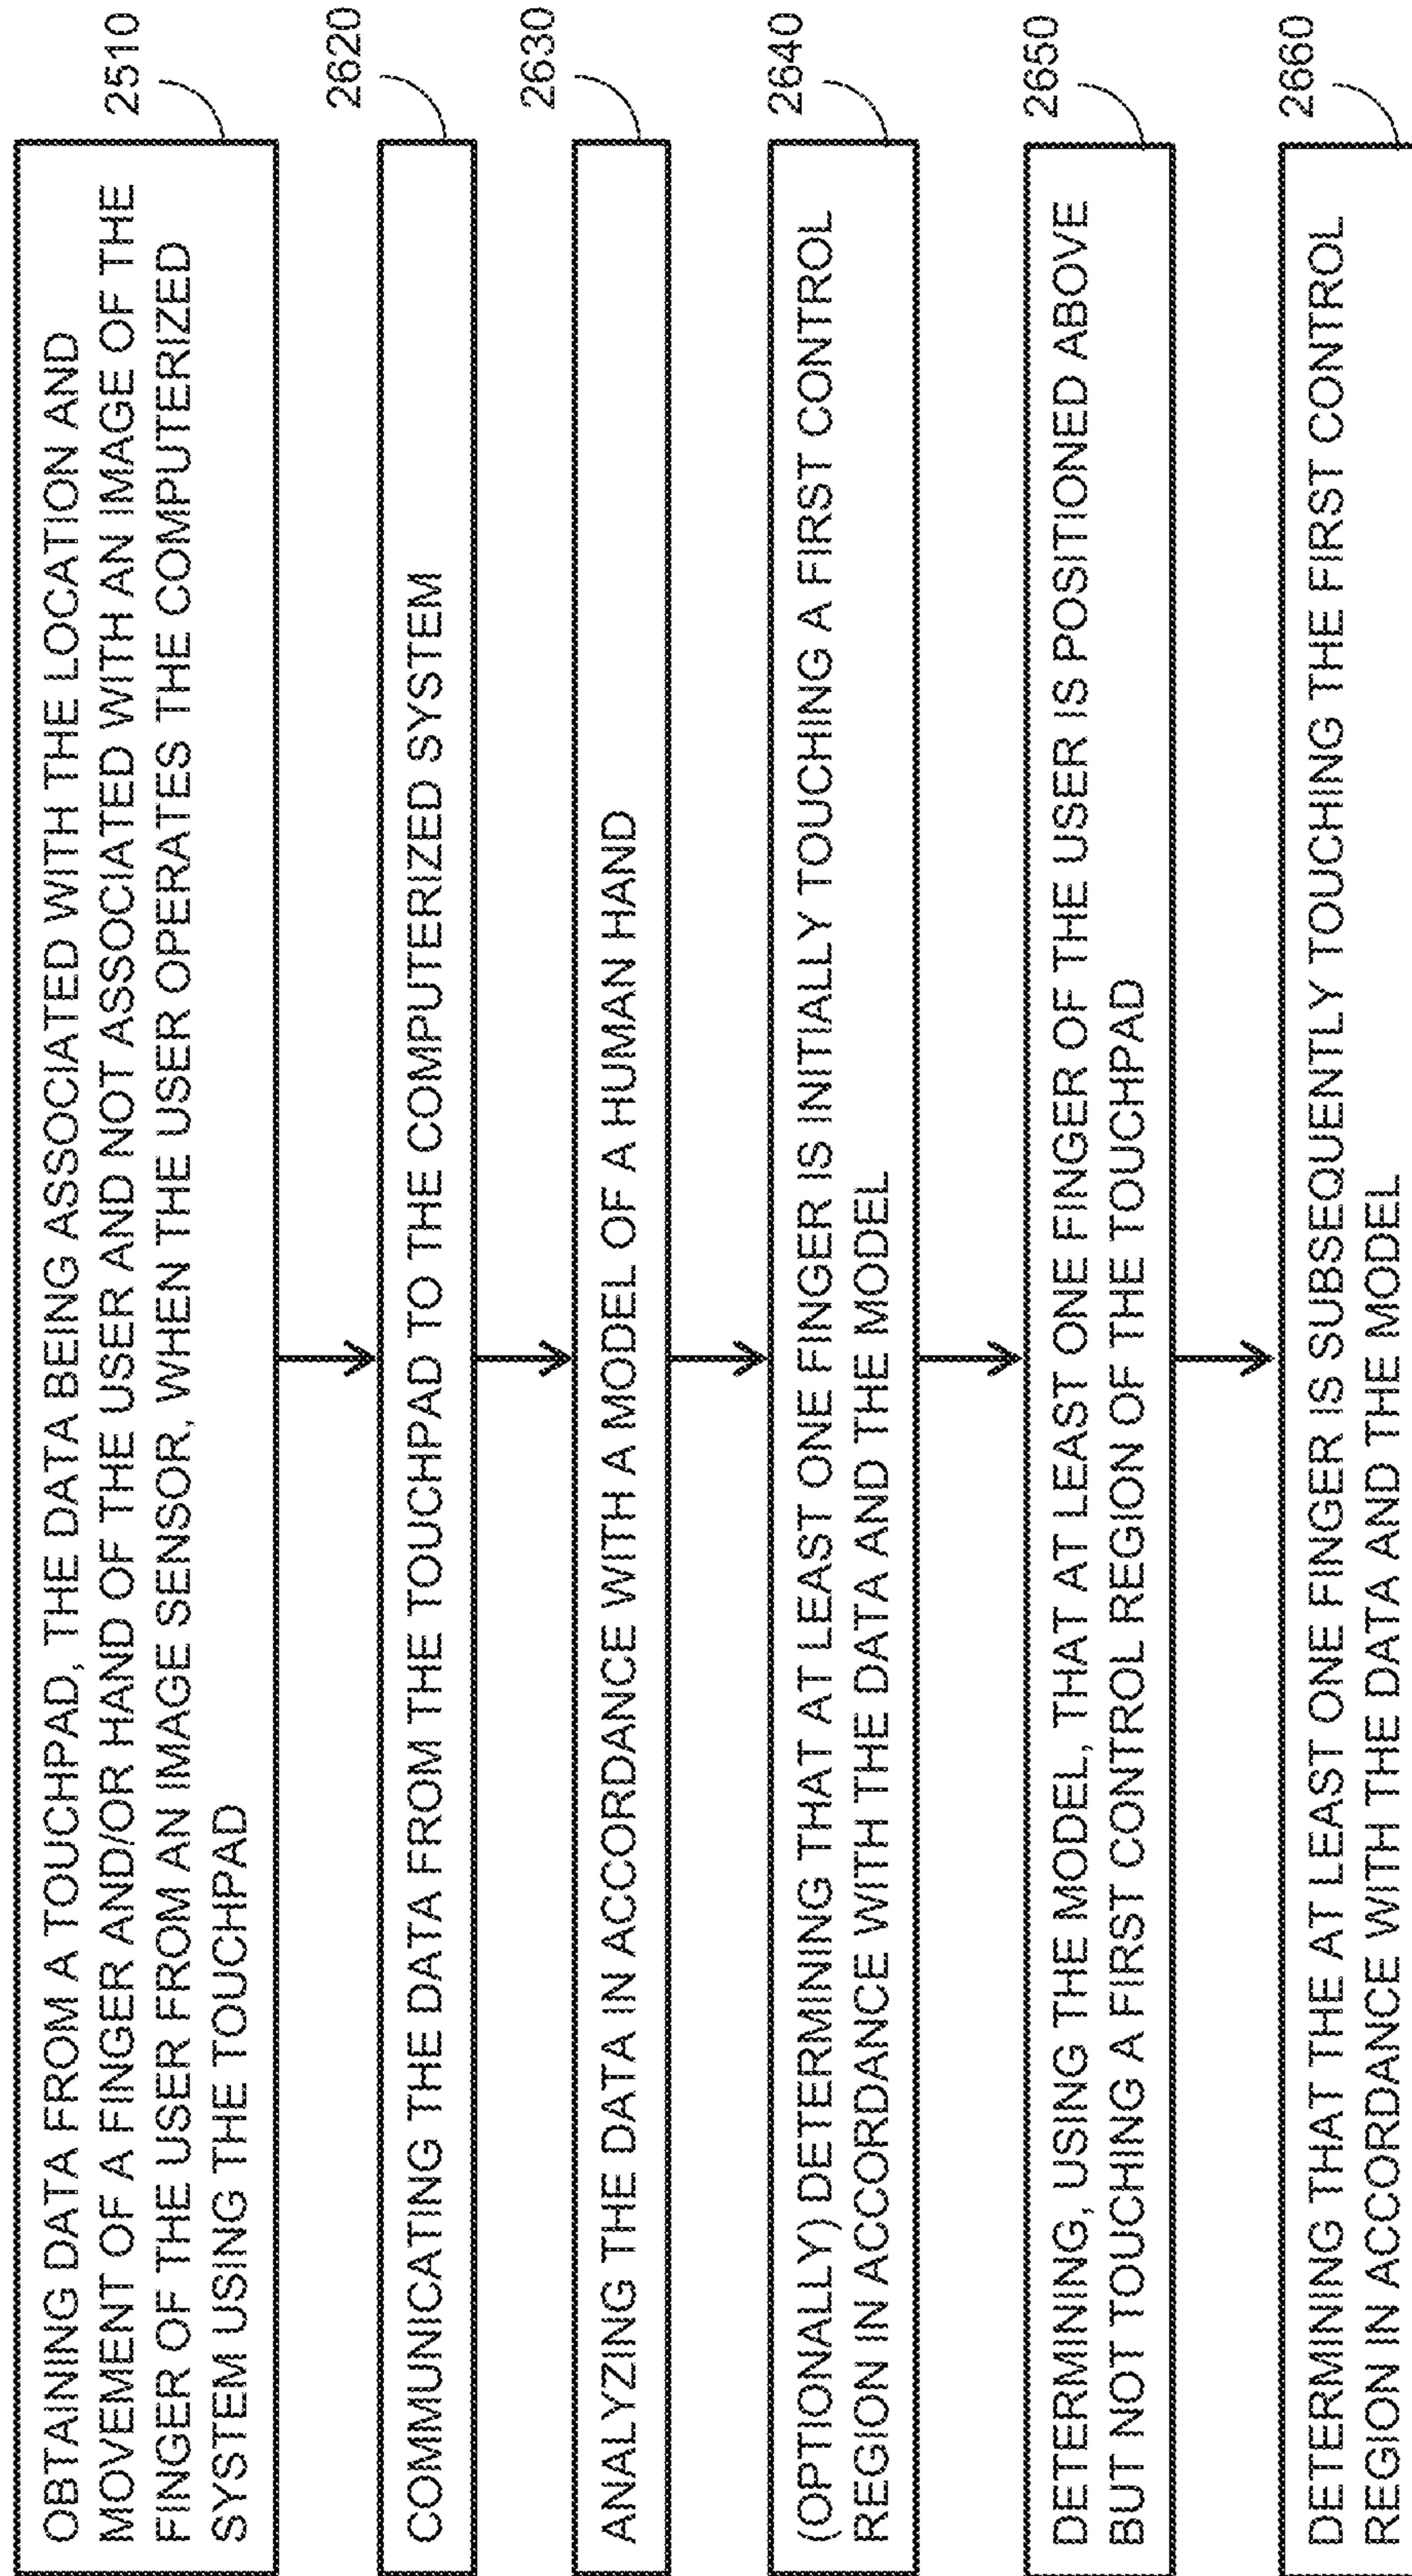 2510
OBTAINING DATA FROM A TOUCHPAD, THE DATA BEING ASSOCIATED WITH THE LOCATION AND
MOVEMENT OF A FINGER AND/OR HAND OF THE USER AND NOT ASSOCIATED WITH AN IMAGE OF THE
FINGER OF THE USER FROM AN IMAGE SENSOR, WHEN THE USER OPERATES THE COMPUTERIZED
SYSTEM USING THE TOUCHPAD
2620
COMMUNICATING THE DATA FROM THE TOUCHPAD TO THE COMPUTERIZED SYSTEM
2630
ANALYZING THE DATA IN ACCORDANCE WITH A MODEL OF A HUMAN HAND
2640
(OPTIONALLY) DETERMINING THAT AT LEAST ONE FINGER IS INITIALLY TOUCHING A FIRST CONTROL
REGION IN ACCORDANCE WITH THE DATA AND THE MODEL
2650
DETERMINING, USING THE MODEL, THAT AT LEAST ONE FINGER OF THE USER IS POSITIONED ABOVE
BUT NOT TOUCHING A FIRST CONTROL REGION OF THE TOUCHPAD
2660
DETERMINING THAT THE AT LEAST ONE FINGER IS SUBSEQUENTLY TOUCHING THE FIRST CONTROL
REGION IN ACCORDANCE WITH THE DATA AND THE MODEL